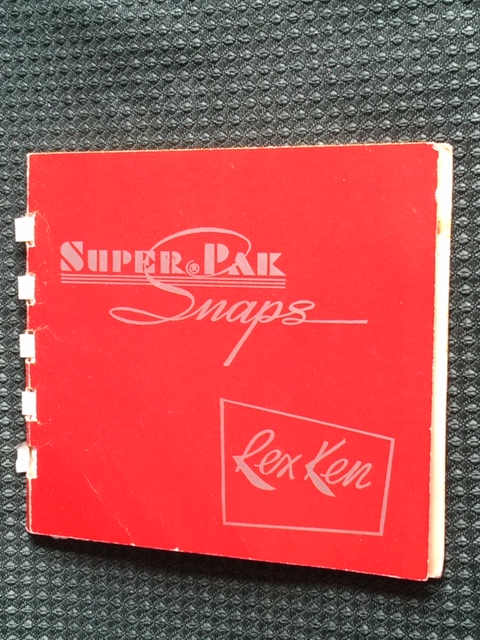 SUPER® PAK
Snaps
Rex Ken